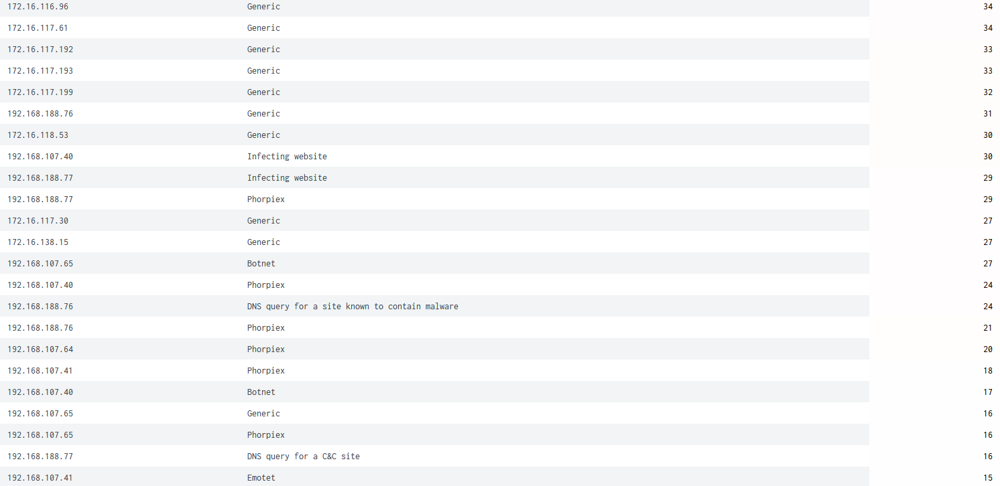 172.16.116.96 Generic 34
172.16.117.61 Generic 34
172.16.117.192 Generic 33
172.16.117.193 Generic 33
172.16.117.199 Generic 32
192.168.188.76 Generic 31
172.16.118.53 Generic 30
192.168.107.40 Infecting website 30
192.168.188.77 Infecting website 29
192.168.188.77 Phorpiex 29
172.16.117.30 Generic 27
172.16.138.15 Generic 27
192.168.107.65 Botnet 27
192.168.107.40 Phorpiex 24
192.168.188.76 DNS query for a site known to contain malware 24
192.168.188.76 Phorpiex 21
192.168.107.64 Phorpiex 20
192.168.107.41 Phorpiex 18
192.168.107.40 Botnet 17
192.168.107.65 Generic 16
192.168.107.65 Phorpiex 16
192.168.188.77 DNS query for a C&C site 16
192.168.107.41 Emotet 15